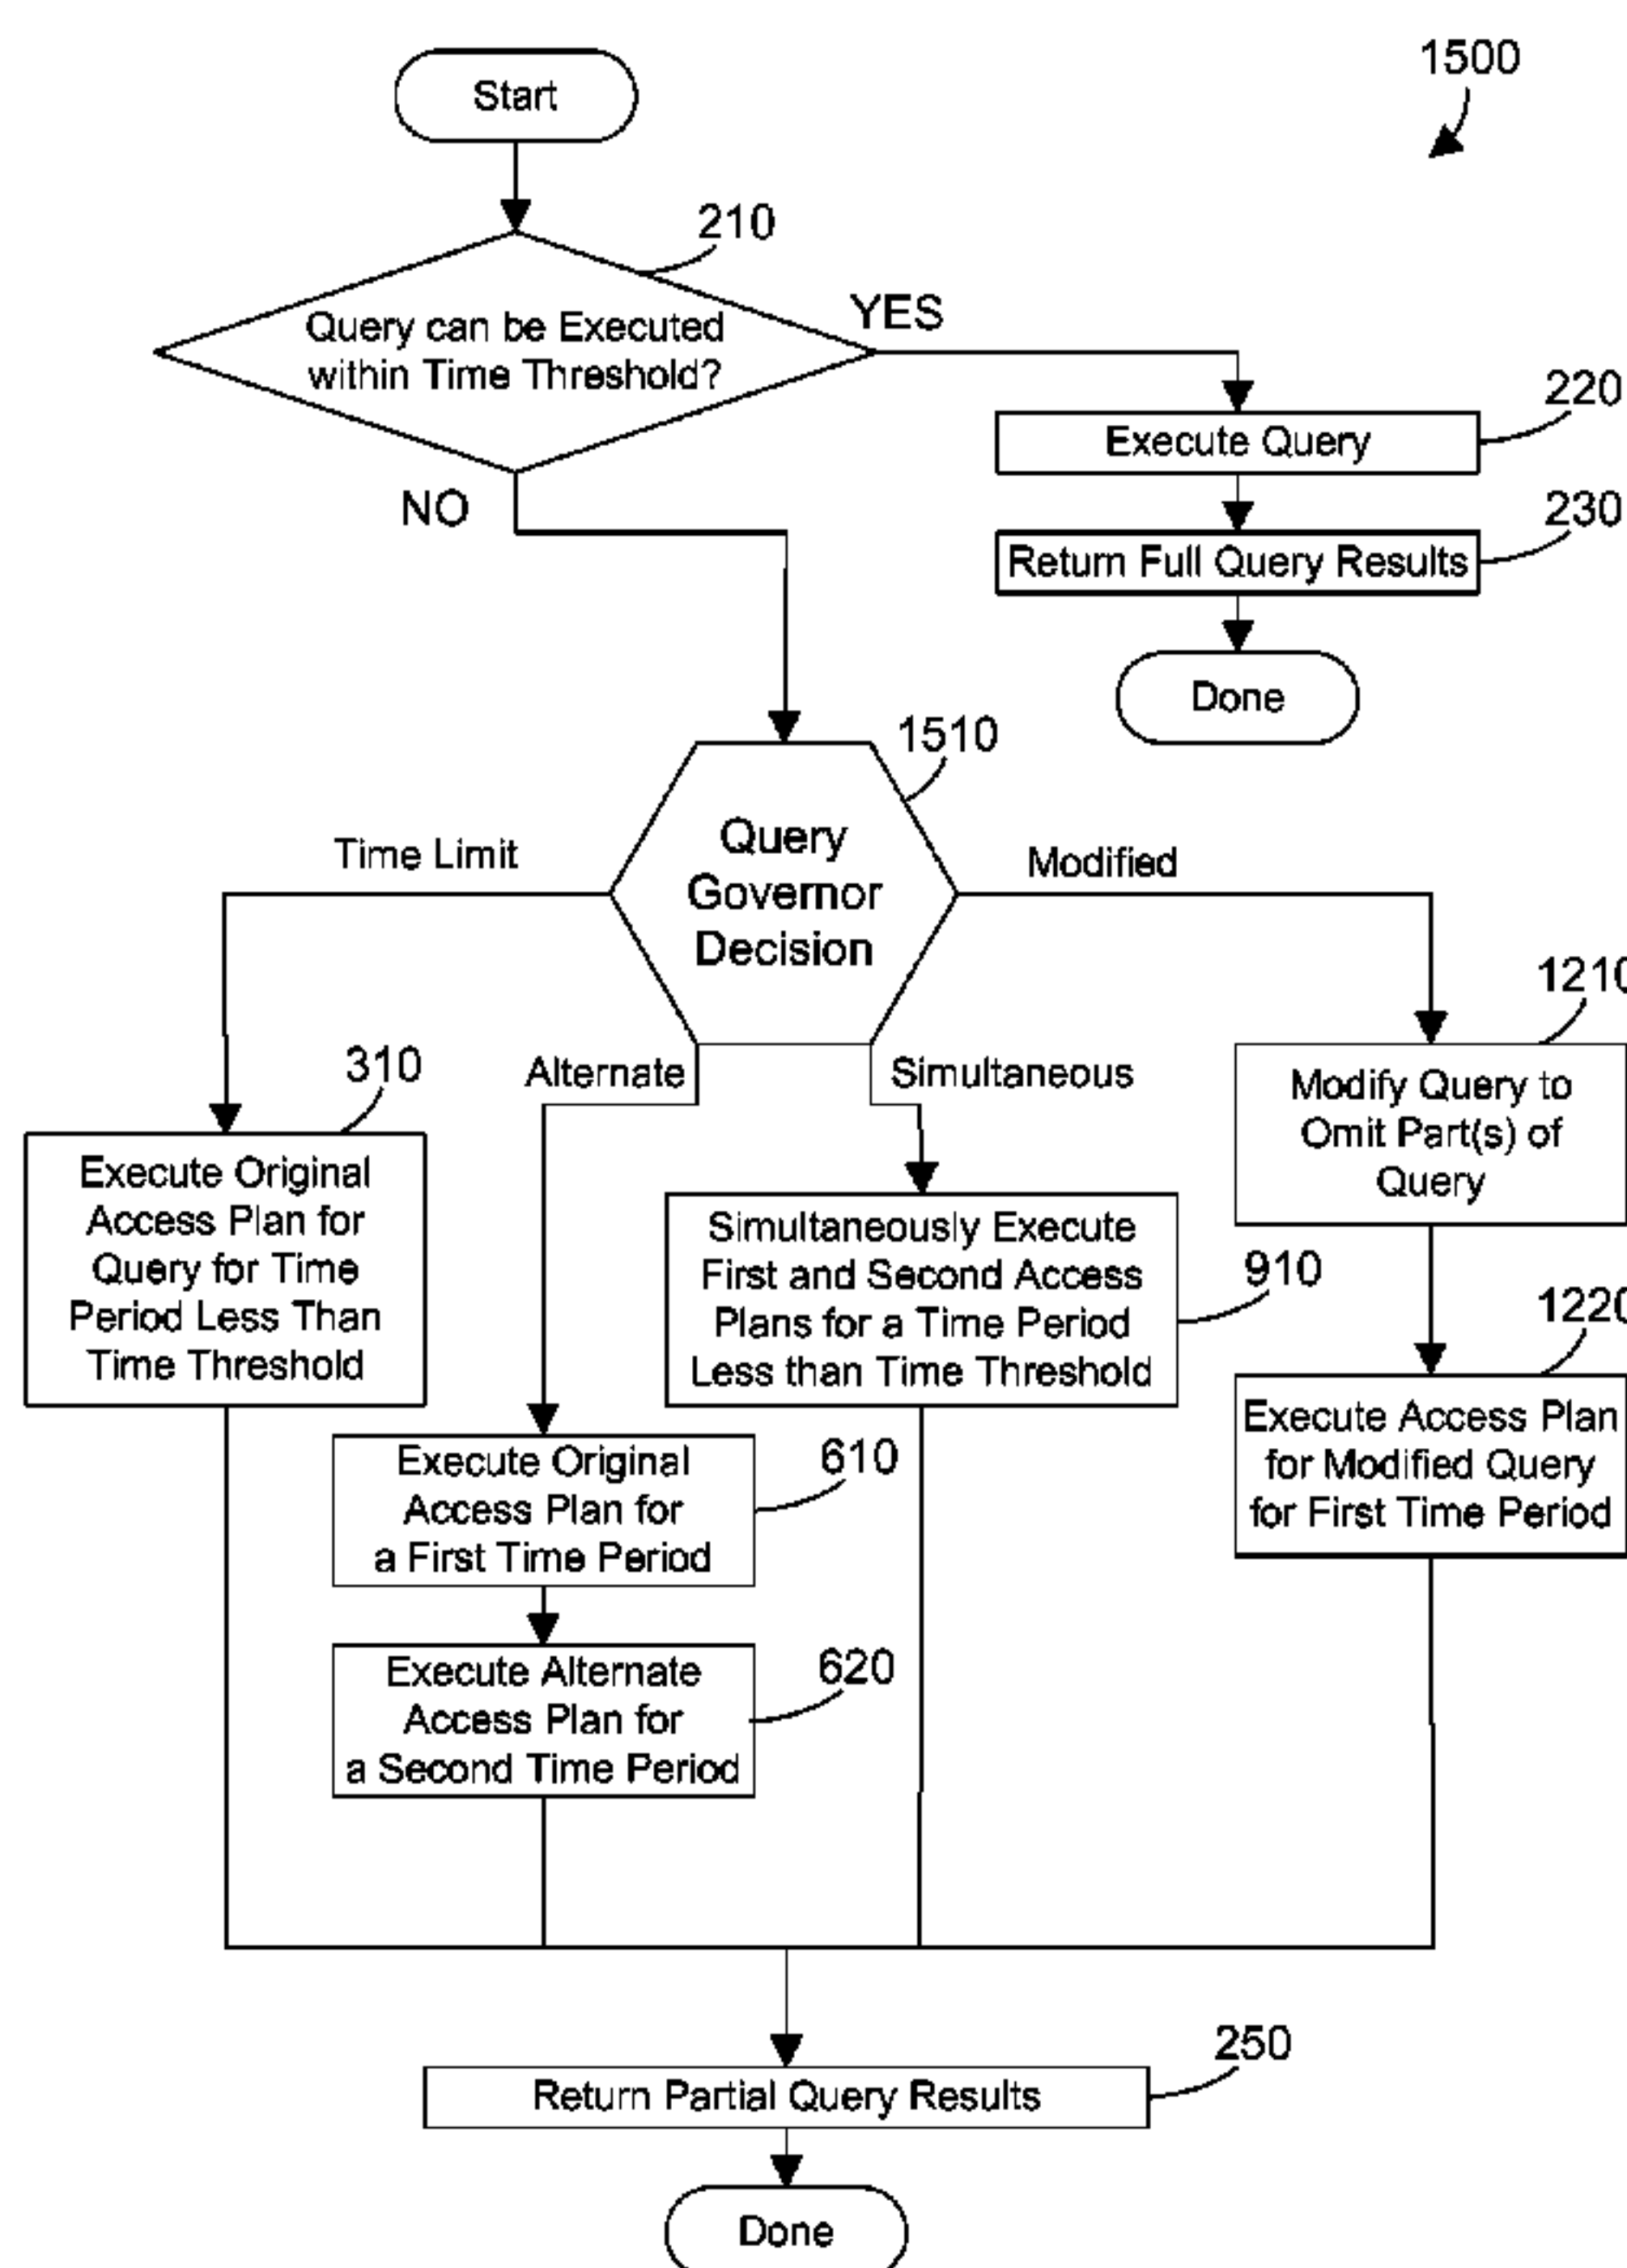 1500
Start
210
Query can be Executed
within Time Threshold?
YES
NO
220
Execute Query
230
Return Full Query Results
Done
1510
Query
Governor
Decision
Time Limit
Modified
Alternate
Simultaneous
310
Execute Original
Access Plan for
Query for Time
Period Less Than
Time Threshold
1210
Modify Query to
Omit Part(s) of
Query
Simultaneously Execute
First and Second Access
Plans for a Time Period
Less than Time Threshold
910
1220
Execute Access Plan
for Modified Query
for First Time Period
610
Execute Original
Access Plan for
a First Time Period
620
Execute Alternate
Access Plan for
a Second Time Period
250
Return Partial Query Results
Done